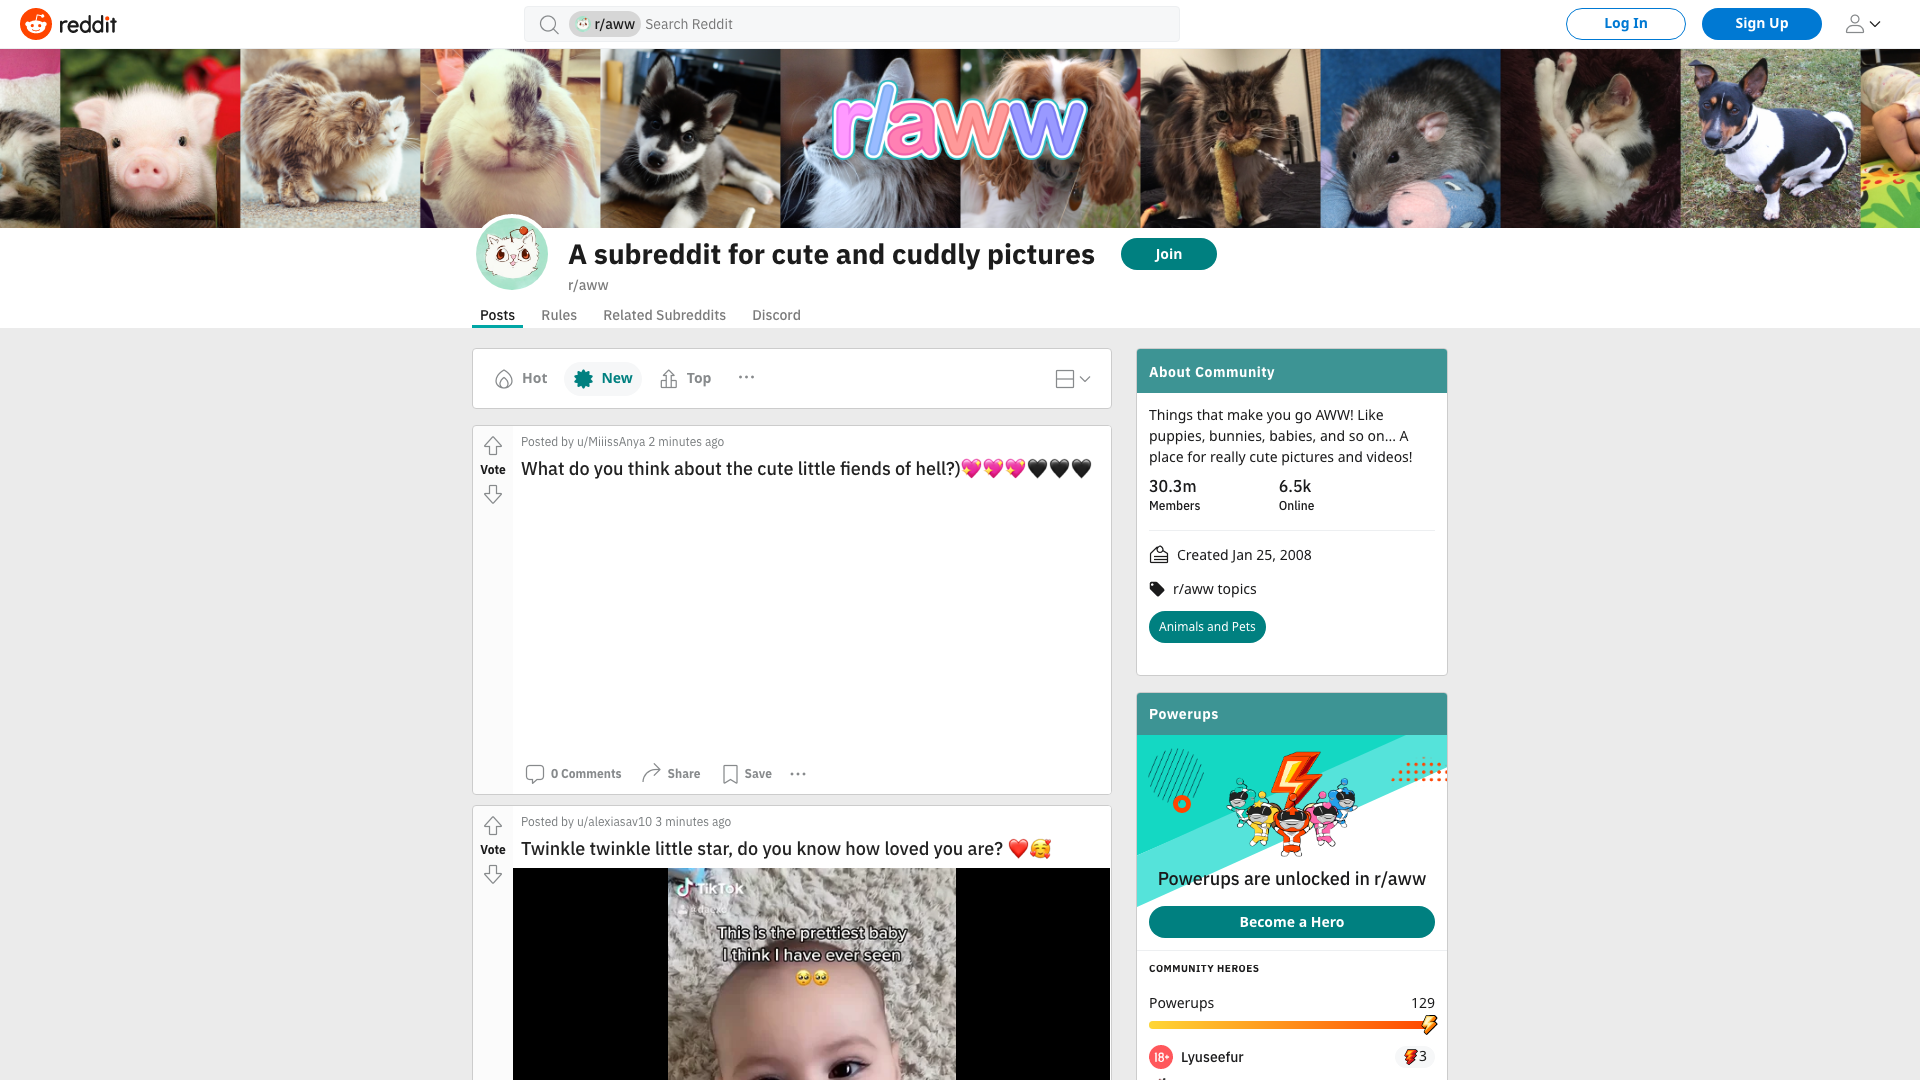 reddit
r/aww Search Reddit
Log In
Sign Up
r/aww
A subreddit for cute and cuddly pictures
Join
r/aww
Posts
Rules
Related Subreddits
Discord
Hot
New
Top
Posted by u/MiiissAnya 2 minutes ago
Vote
What do you think about the cute little fiends of hell?)💖💖💖🖤🖤🖤
0 Comments
Share
Save
Posted by u/alexiasav10 3 minutes ago
Vote
Twinkle twinkle little star, do you know how loved you are? ❤️🥰
TikTok
This is the prettiest baby
I think I have ever seen
🥺🥺
About Community
Things that make you go AWW! Like
puppies, bunnies, babies, and so on... A
place for really cute pictures and videos!
30.3m
Members
6.5k
Online
Created Jan 25, 2008
r/aww topics
Animals and Pets
Powerups
Powerups are unlocked in r/aww
Become a Hero
COMMUNITY HEROES
Powerups
129
18+
Lyuseefur
3